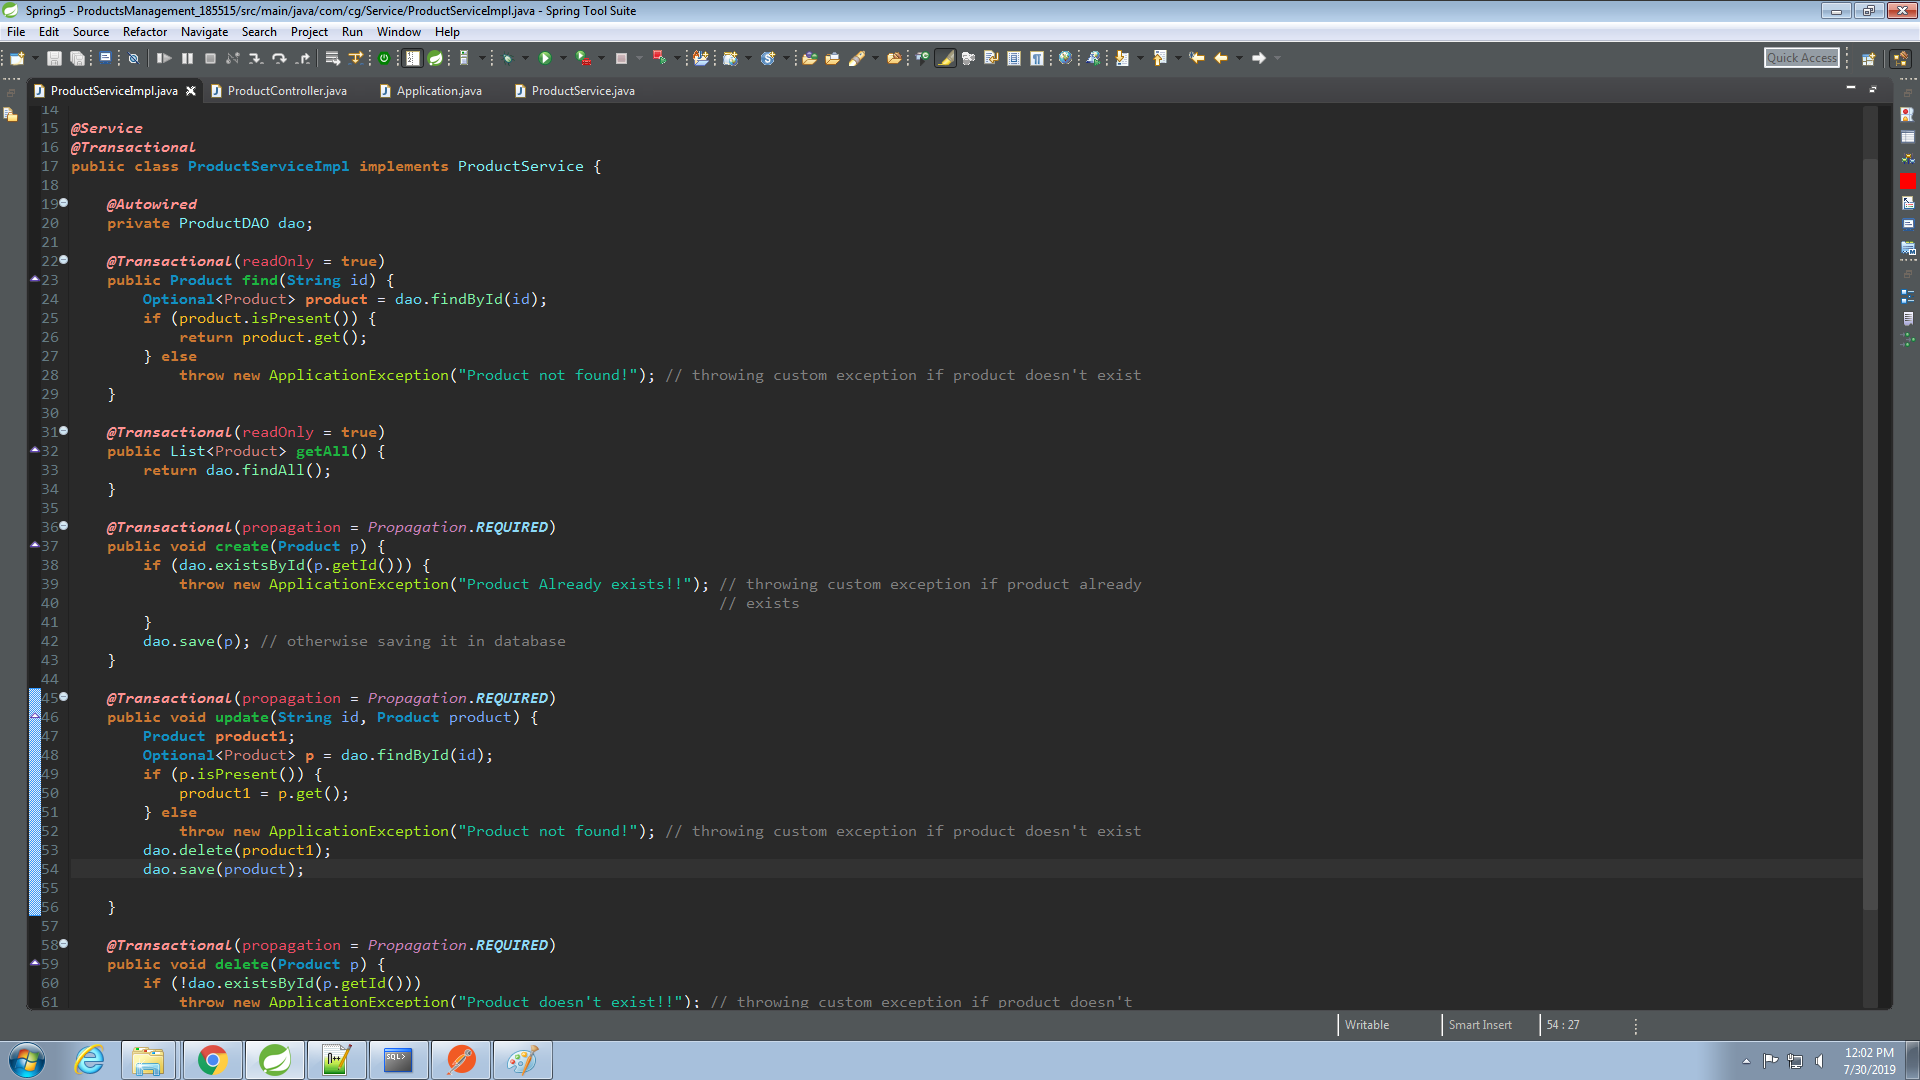 Spring5 - ProductsManagement_185515/src/main/java/com/cg/Service/ProductServiceImpl.java - Spring Tool Suite
File Edit Source Refactor Navigate Search Project Run Window Help
Quick Access
ProductServiceImpl.java ProductController.java Application.java ProductService.java
14
15 @Service
16 @Transactional
17 public class ProductServiceImpl implements ProductService {
18
19 @Autowired
20 private ProductDAO dao;
21
22 @Transactional(readOnly = true)
23 public Product find(String id) {
24 Optional<Product> product = dao.findById(id);
25 if (product.isPresent()) {
26 return product.get();
27 } else
28 throw new ApplicationException("Product not found!"); // throwing custom exception if product doesn't exist
29 }
30
31 @Transactional(readOnly = true)
32 public List<Product> getAll() {
33 return dao.findAll();
34 }
35
36 @Transactional(propagation = Propagation.REQUIRED)
37 public void create(Product p) {
38 if (dao.existsById(p.getId())) {
39 throw new ApplicationException("Product Already exists!!"); // throwing custom exception if product already
40 // exists
41 }
42 dao.save(p); // otherwise saving it in database
43 }
44
45 @Transactional(propagation = Propagation.REQUIRED)
46 public void update(String id, Product product) {
47 Product product1;
48 Optional<Product> p = dao.findById(id);
49 if (p.isPresent()) {
50 product1 = p.get();
51 } else
52 throw new ApplicationException("Product not found!"); // throwing custom exception if product doesn't exist
53 dao.delete(product1);
54 dao.save(product);
55
56 }
57
58 @Transactional(propagation = Propagation.REQUIRED)
59 public void delete(Product p) {
60 if (!dao.existsById(p.getId()))
61 throw new ApplicationException("Product doesn't exist!!"); // throwing custom exception if product doesn't
Writable Smart Insert 54 : 27
SQL>
12:02 PM
7/30/2019